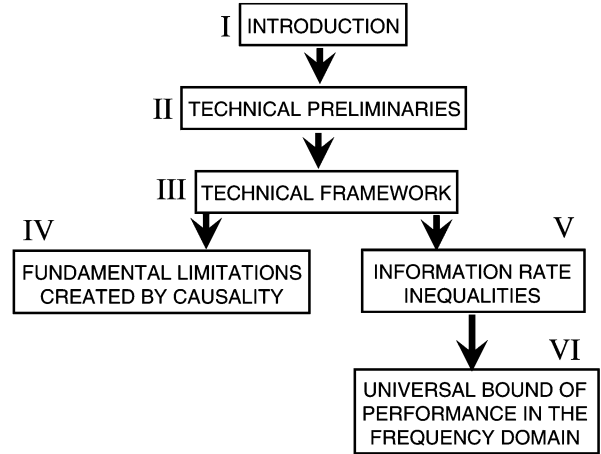 I INTRODUCTION
II TECHNICAL PRELIMINARIES
III TECHNICAL FRAMEWORK
IV
FUNDAMENTAL LIMITATIONS
CREATED BY CAUSALITY
V
INFORMATION RATE
INEQUALITIES
VI
UNIVERSAL BOUND OF
PERFORMANCE IN THE
FREQUENCY DOMAIN